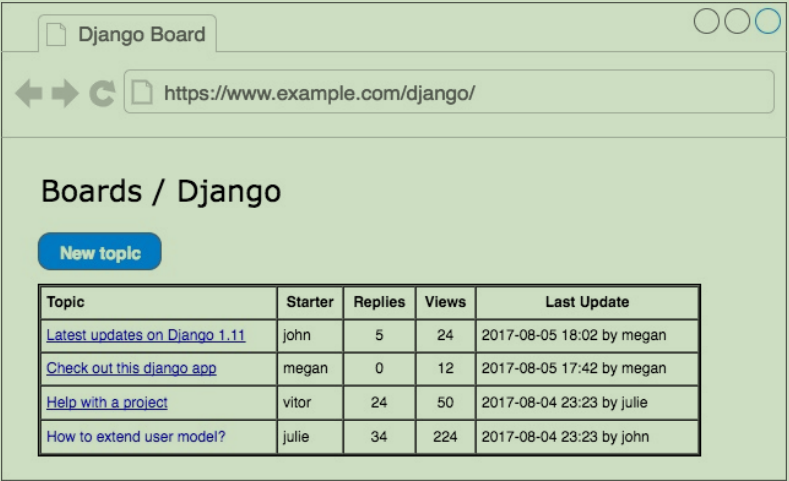 Django Board
https://www.example.com/django/
Boards / Django
New topic
Topic Starter Replies Views Last Update
Latest updates on Django 1.11 john 5 24 2017-08-05 18:02 by megan
Check out this django app megan 0 12 2017-08-05 17:42 by megan
Help with a project vitor 24 50 2017-08-04 23:23 by julie
How to extend user model? julie 34 224 2017-08-04 23:23 by john